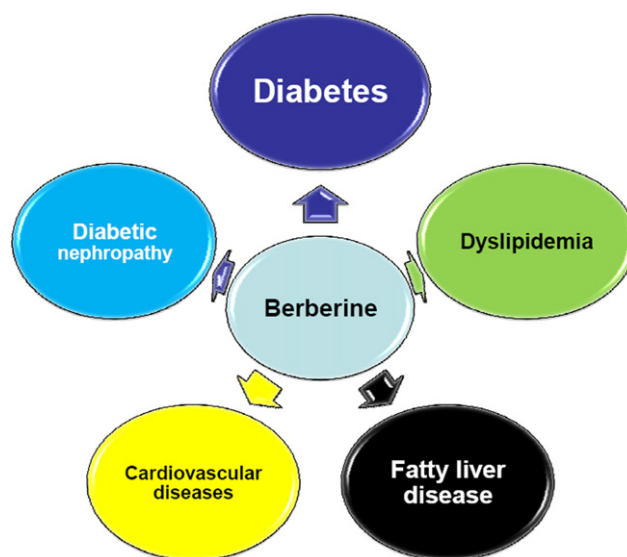 Diabetes
Diabetic
nephropathy
Dyslipidemia
Berberine
Cardiovascular
diseases
Fatty liver
disease